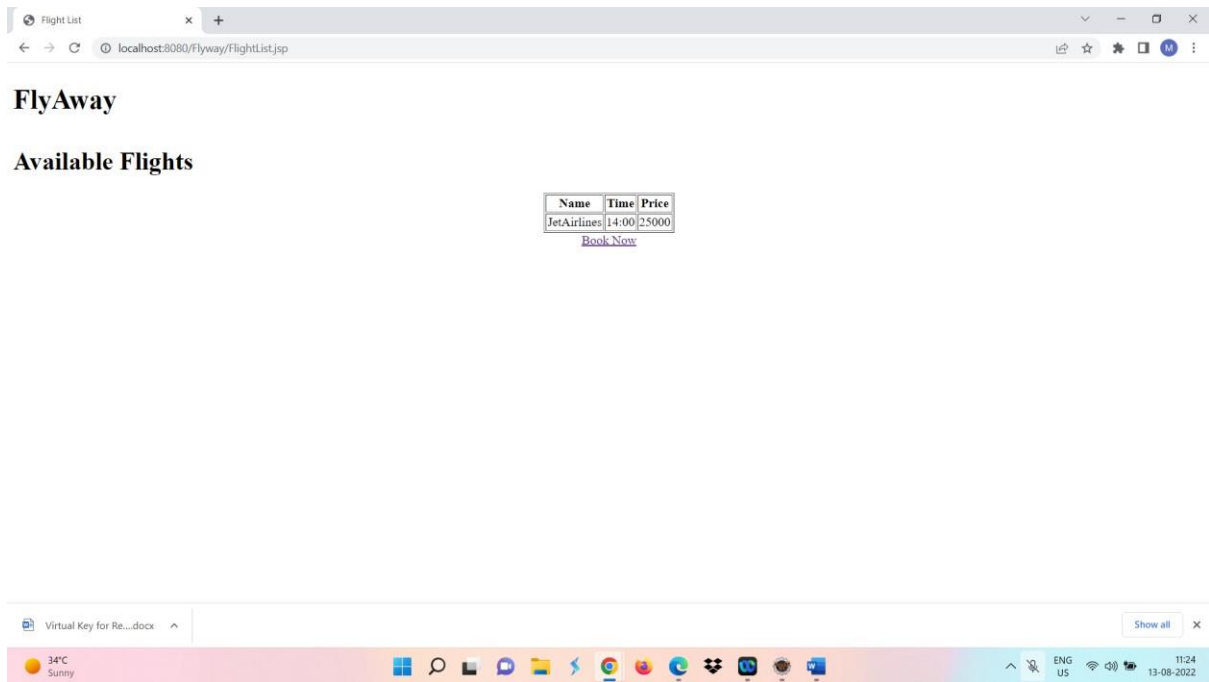 Flight List
localhost:8080/Flyway/FlightList.jsp
M
FlyAway
Available Flights
Name Time Price
JetAirlines 14:00 25000
Book Now
Virtual Key for Re....docx
Show all
34°C
Sunny
ENG
US
11:24
13-08-2022